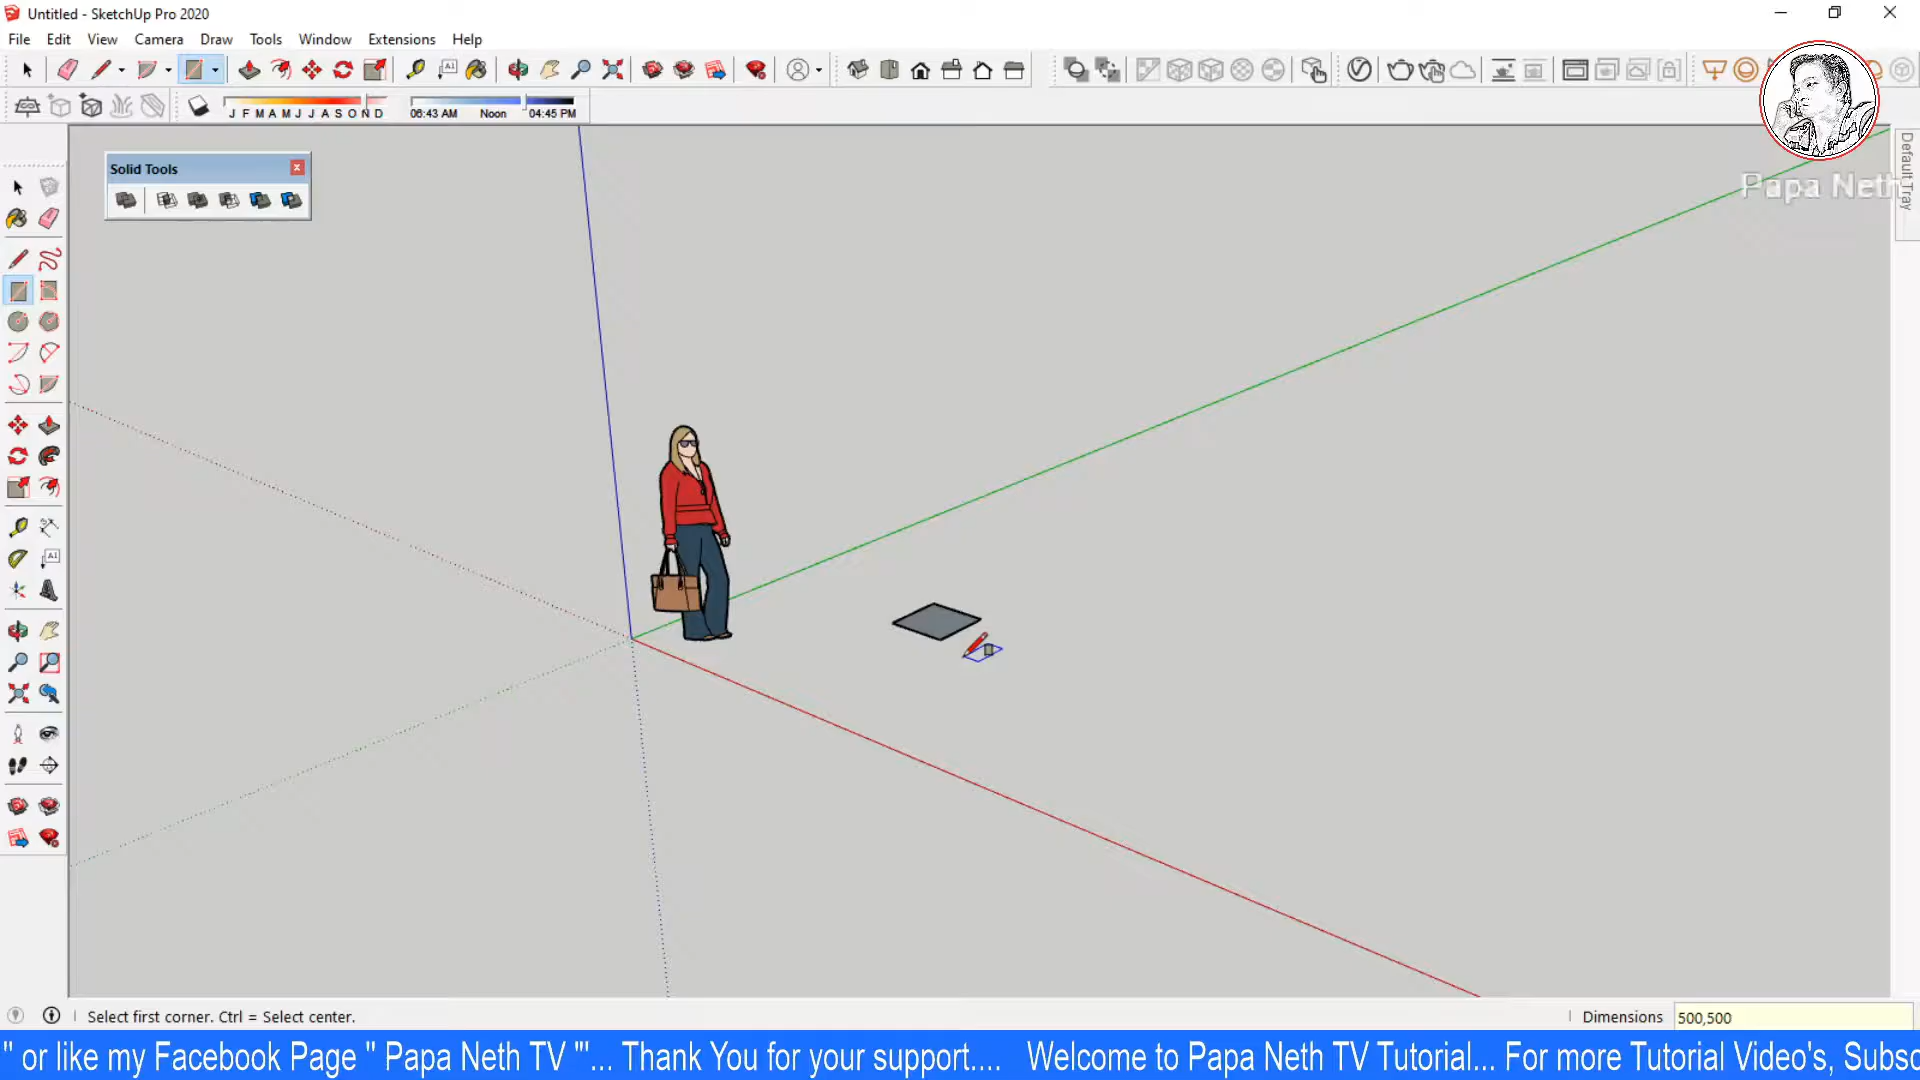 Untitled - SketchUp Pro 2020
File Edit View Camera Draw Tools Window Extensions Help
J F M A M J J A S O N D
06:43 AM Noon 04:45 PM
Solid Tools
Papa Neth
Default Tray
Select first corner. Ctrl = Select center.
Dimensions 500,500
" or like my Facebook Page " Papa Neth TV "'... Thank You for your support.... Welcome to Papa Neth TV Tutorial... For more Tutorial Video's, Subsc